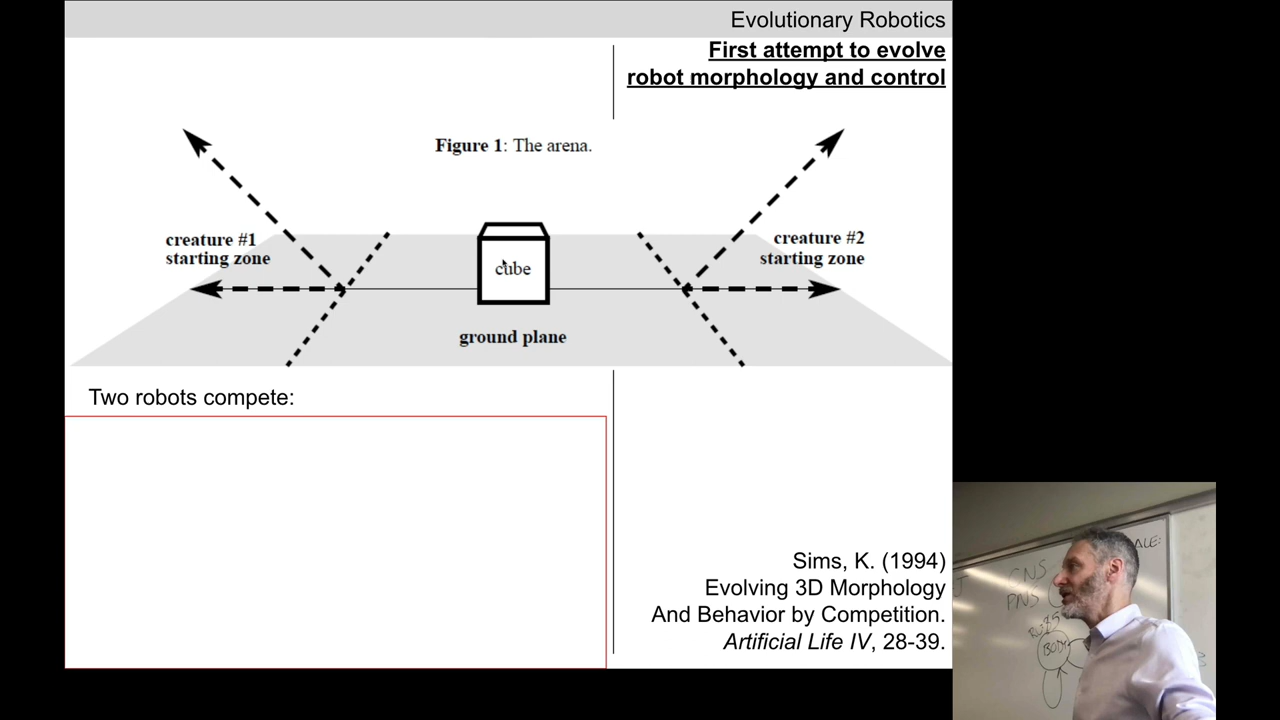 Evolutionary Robotics
First attempt to evolve
robot morphology and control
Figure 1: The arena.
creature #1
starting zone
cube
creature #2
starting zone
ground plane
Two robots compete:
Sims, K. (1994)
Evolving 3D Morphology
And Behavior by Competition.
Artificial Life IV, 28-39.
CNS
PNS
BODY